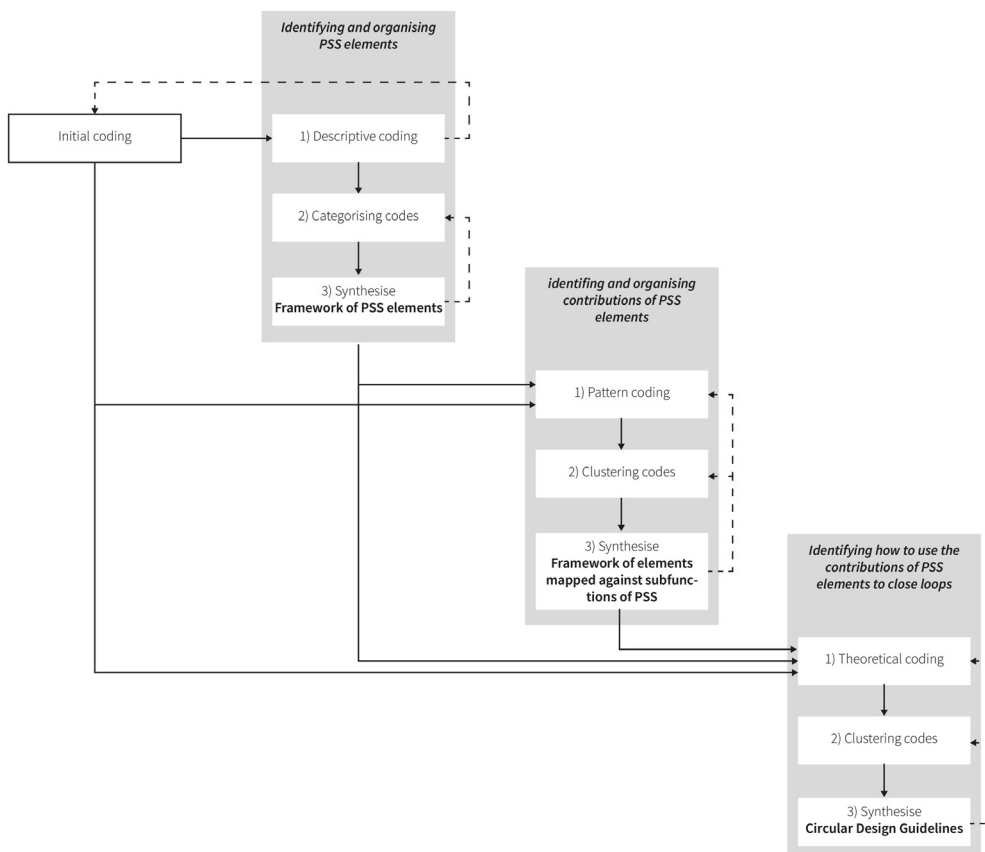 Identifying and organising
PSS elements
Initial coding
1) Descriptive coding
2) Categorising codes
3) Synthesise
Framework of PSS elements
identifing and organising
contributions of PSS
elements
1) Pattern coding
2) Clustering codes
3) Synthesise
Framework of elements
mapped against subfunc-
tions of PSS
Identifying how to use the
contributions of PSS
elements to close loops
1) Theoretical coding
2) Clustering codes
3) Synthesise
Circular Design Guidelines